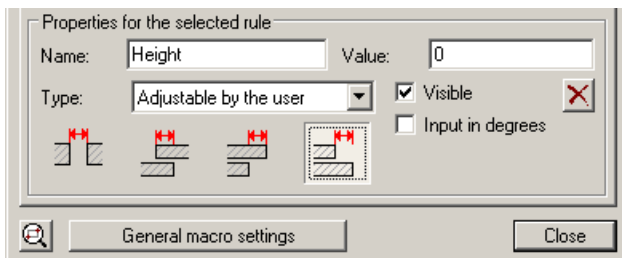 Properties for the selected rule
Name: Height Value: 0
Type: Adjustable by the user Visible
Input in degrees
General macro settings Close